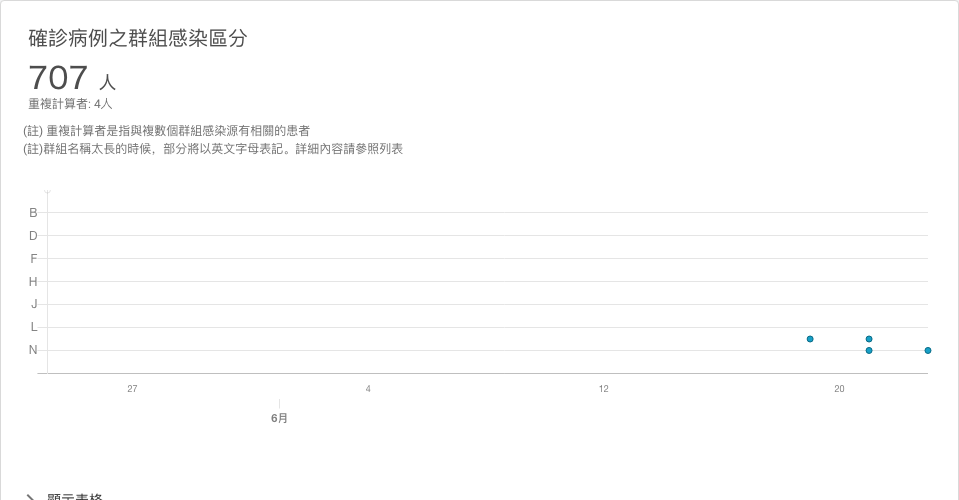 確診病例之群組感染區分
707 人
重複計算者: 4人
(註) 重複計算者是指與複數個群組感染源有相關的患者
(註)群組名稱太長的時候，部分將以英文字母表記。詳細內容請參照列表
B
D
F
H
J
L
N
27 4 12 20
6月
顯示表格